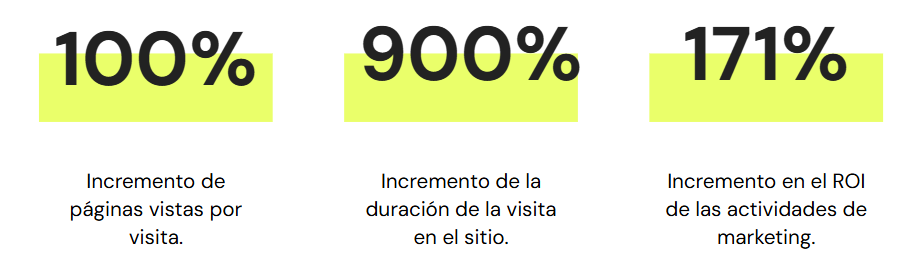 100%
Incremento de
páginas vistas por
visita.
900%
Incremento de la
duración de la visita
en el sitio.
171%
Incremento en el ROI
de las actividades de
marketing.